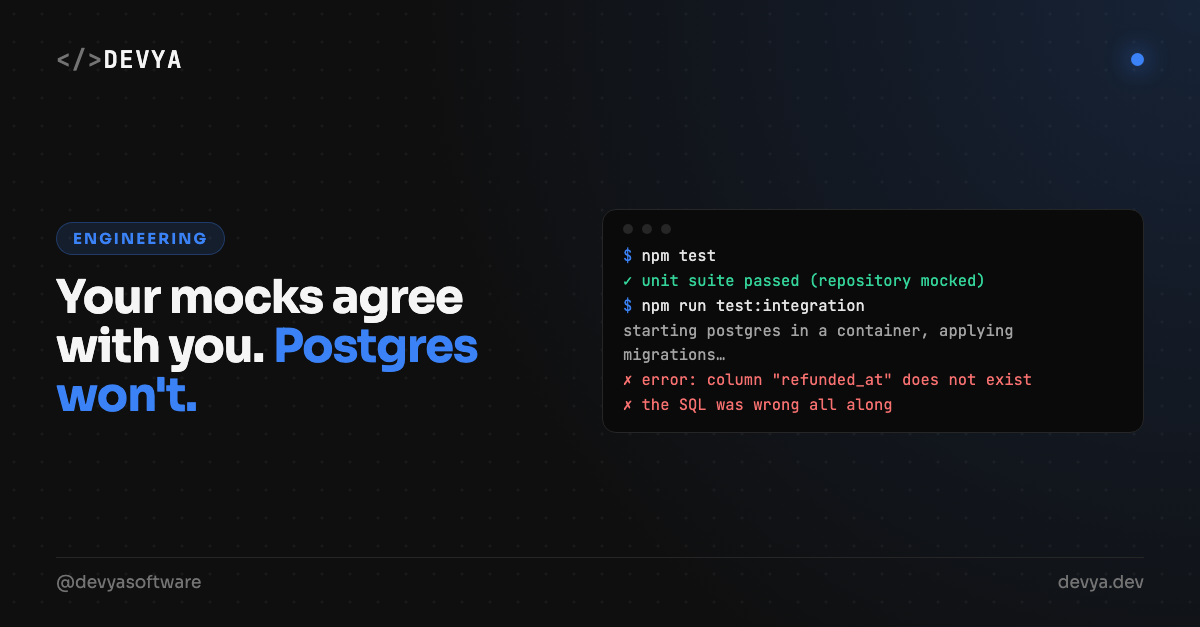 </>DEVYA
ENGINEERING
Your mocks agree
with you. Postgres
won't.
$ npm test
✓ unit suite passed (repository mocked)
$ npm run test:integration
starting postgres in a container, applying
migrations…
✗ error: column "refunded_at" does not exist
✗ the SQL was wrong all along
@devyasoftware
devya.dev